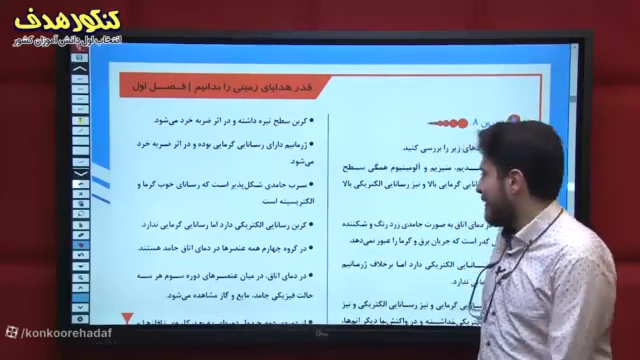 کنکور هدف
انتخاب اول دانش آموزان کشور
قدر هدایای زمینی را بدانیم | فصل اول
۸
های زیر را بررسی کنید.
دیم، منیزیم و آلومینیوم همگی سطح
گرمایی بالا و نیز رسانایی الکتریکی بالا
در دمای اتاق به صورت جامدی زرد رنگ و شکننده
کدر است که جریان برق و گرما را عبور نمی‌دهد.
الکتریکی دارد اما برخلاف ژرمانیم
ندارد.
گرمایی و نیز رسانایی الکتریکی و نیز
نداشته و در واکنش با دیگر اتم‌ها،
• کربن سطح تیره داشته و در اثر ضربه خرد می‌شود.
• ژرمانیم دارای رسانایی گرمایی بوده و در اثر ضربه خرد
می‌شود.
• سرب جامدی شکل‌پذیر است که رسانای خوب گرما و
الکتریسیته است.
• کربن رسانایی الکتریکی دارد اما رسانایی گرمایی ندارد.
• در گروه چهارم همه عنصرها در دمای اتاق جامد هستند.
• در دمای اتاق، در میان عنصرهای دوره سوم هر سه
حالت فیزیکی جامد، مایع و گاز مشاهده می‌شود.
/konkoorehadaf